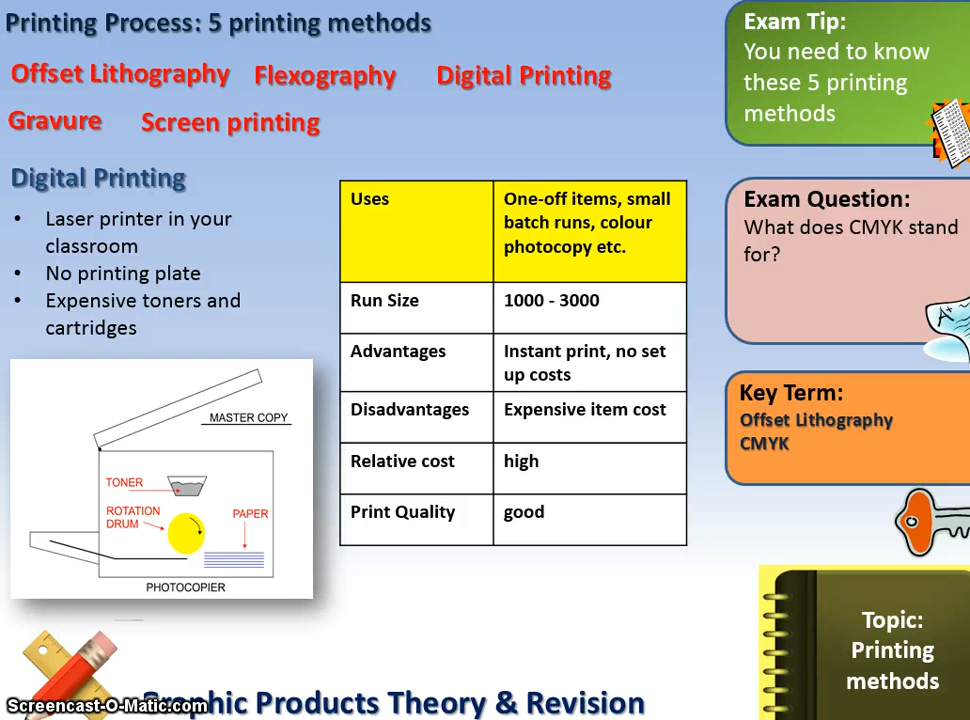 Printing Process: 5 printing methods
Offset Lithography Flexography Digital Printing
Gravure Screen printing
Digital Printing
• Laser printer in your
classroom
• No printing plate
• Expensive toners and
cartridges
MASTER COPY
TONER
ROTATION
DRUM
PAPER
PHOTOCOPIER
Uses One-off items, small
batch runs, colour
photocopy etc.
Run Size 1000 - 3000
Advantages Instant print, no set
up costs
Disadvantages Expensive item cost
Relative cost high
Print Quality good
Exam Tip:
You need to know
these 5 printing
methods
Exam Question:
What does CMYK stand
for?
A+
Key Term:
Offset Lithography
CMYK
Topic:
Printing
methods
Screencast-O-Matic.com
Products Theory & Revision